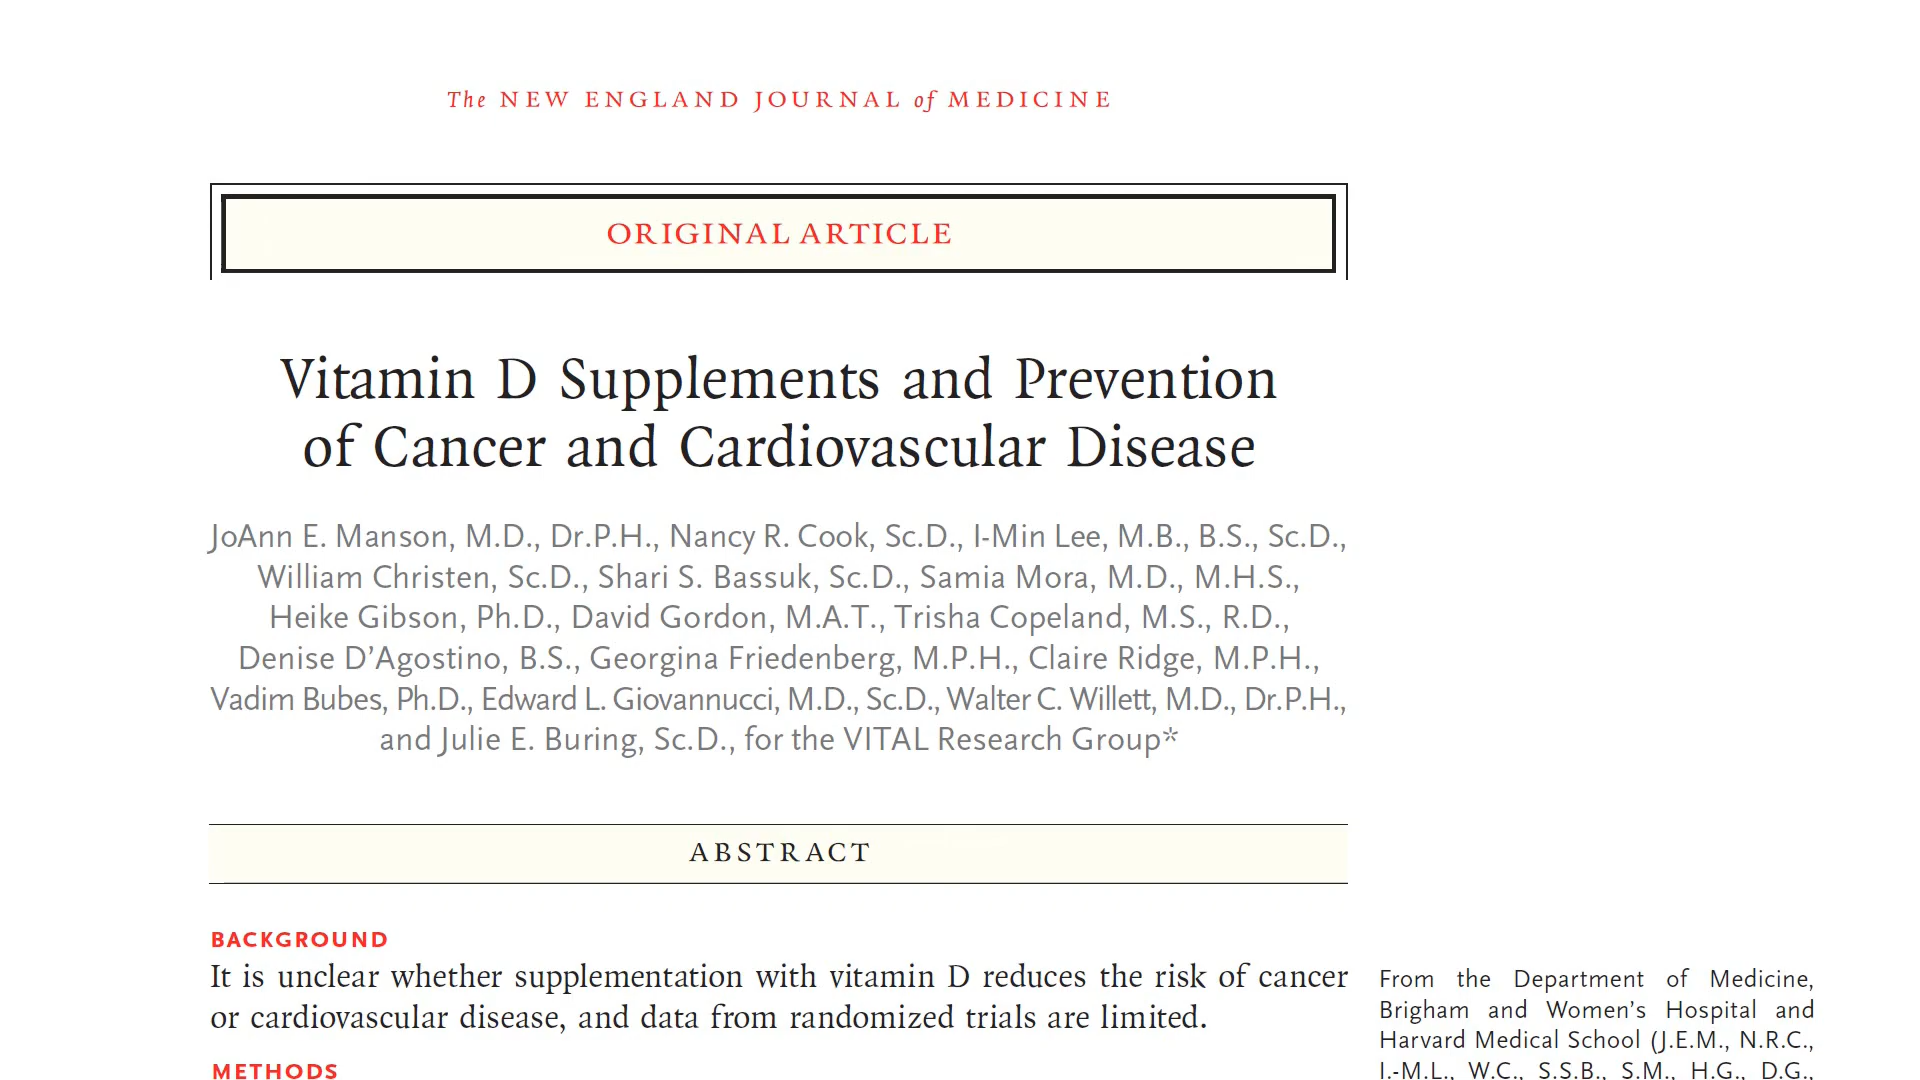 The NEW ENGLAND JOURNAL of MEDICINE
ORIGINAL ARTICLE
Vitamin D Supplements and Prevention
of Cancer and Cardiovascular Disease
JoAnn E. Manson, M.D., Dr.P.H., Nancy R. Cook, Sc.D., I-Min Lee, M.B., B.S., Sc.D.,
William Christen, Sc.D., Shari S. Bassuk, Sc.D., Samia Mora, M.D., M.H.S.,
Heike Gibson, Ph.D., David Gordon, M.A.T., Trisha Copeland, M.S., R.D.,
Denise D’Agostino, B.S., Georgina Friedenberg, M.P.H., Claire Ridge, M.P.H.,
Vadim Bubes, Ph.D., Edward L. Giovannucci, M.D., Sc.D., Walter C. Willett, M.D., Dr.P.H.,
and Julie E. Buring, Sc.D., for the VITAL Research Group*
ABSTRACT
BACKGROUND
It is unclear whether supplementation with vitamin D reduces the risk of cancer
or cardiovascular disease, and data from randomized trials are limited.
METHODS
From the Department of Medicine,
Brigham and Women’s Hospital and
Harvard Medical School (J.E.M., N.R.C.,
I.-M.L., W.C., S.S.B., S.M., H.G., D.G.,